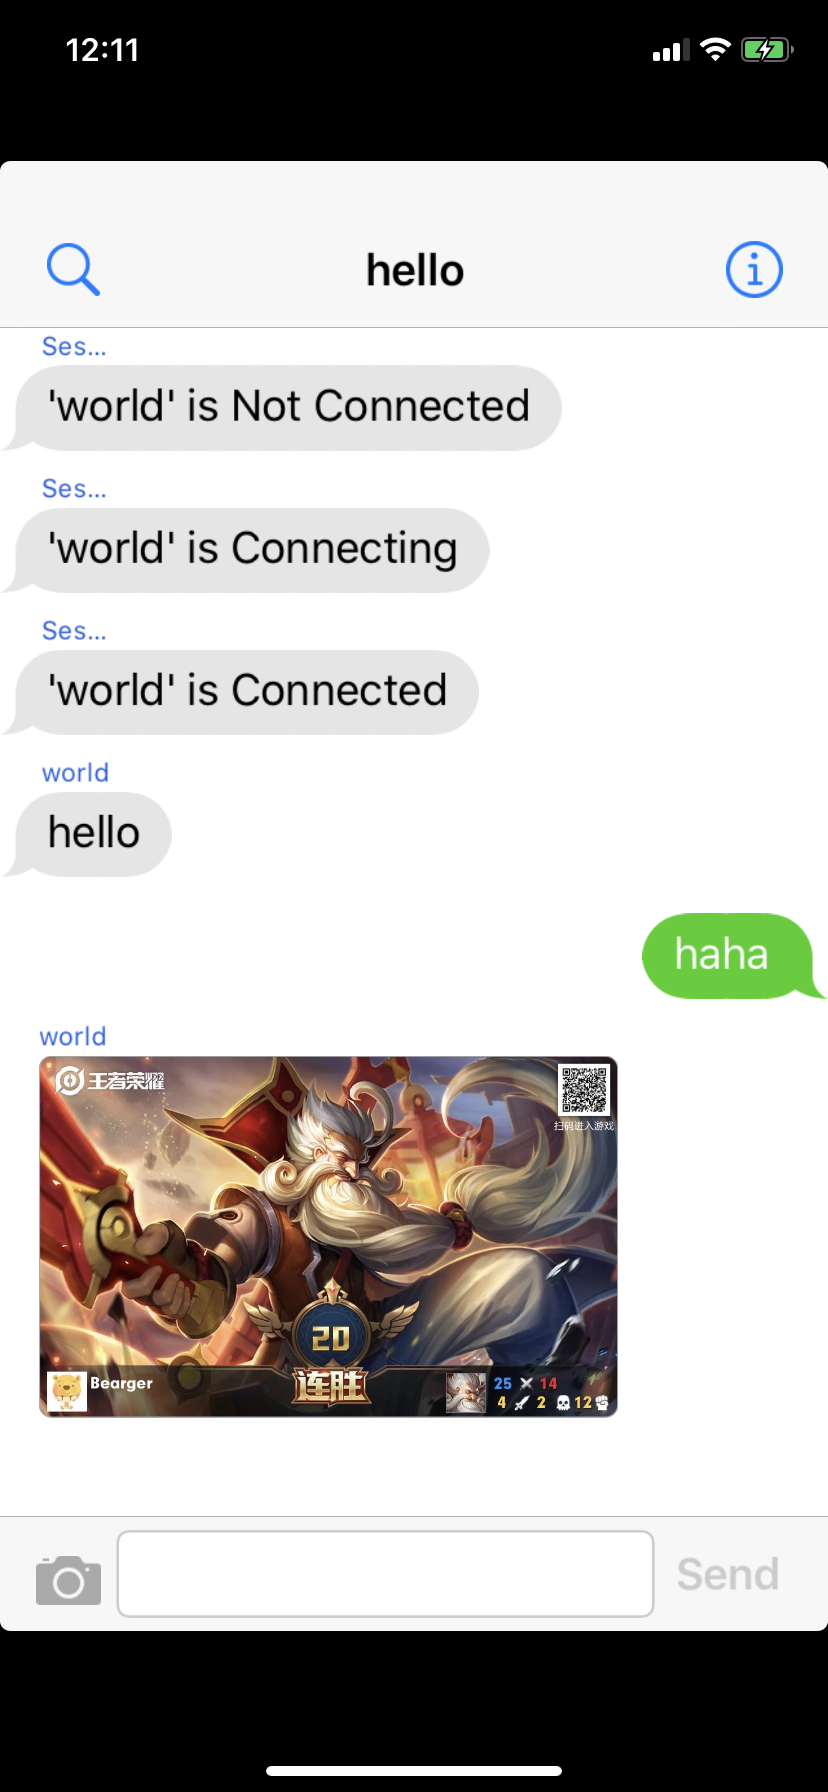 12:11
hello
Ses...
'world' is Not Connected
Ses...
'world' is Connecting
Ses...
'world' is Connected
world
hello
haha
world
王者荣耀
扫码进入游戏
20
连胜
Bearger
25 14
4 2 12
Send